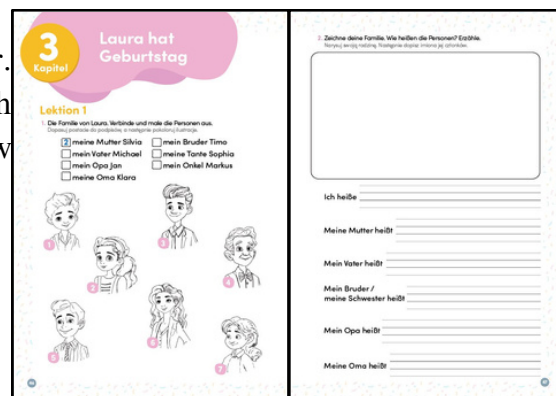 r.
h
w
3
Kapitel
Laura hat
Geburtstag
Lektion 1
1. Die Familie von Laura. Verbinde und male die Personen aus.
Dopasuj postacie do podpisów, a następnie pokoloruj ilustracje.
2 meine Mutter Silvia
mein Vater Michael
mein Opa Jan
meine Oma Klara
mein Bruder Timo
meine Tante Sophia
mein Onkel Markus
1
2
3
4
5
6
7
2. Zeichne deine Familie. Wie heißen die Personen? Erzähle.
Narysuj swoją rodzinę. Następnie dopisz imiona jej członków.
Ich heiße
Meine Mutter heißt
Mein Vater heißt
Mein Bruder /
meine Schwester heißt
Mein Opa heißt
Meine Oma heißt